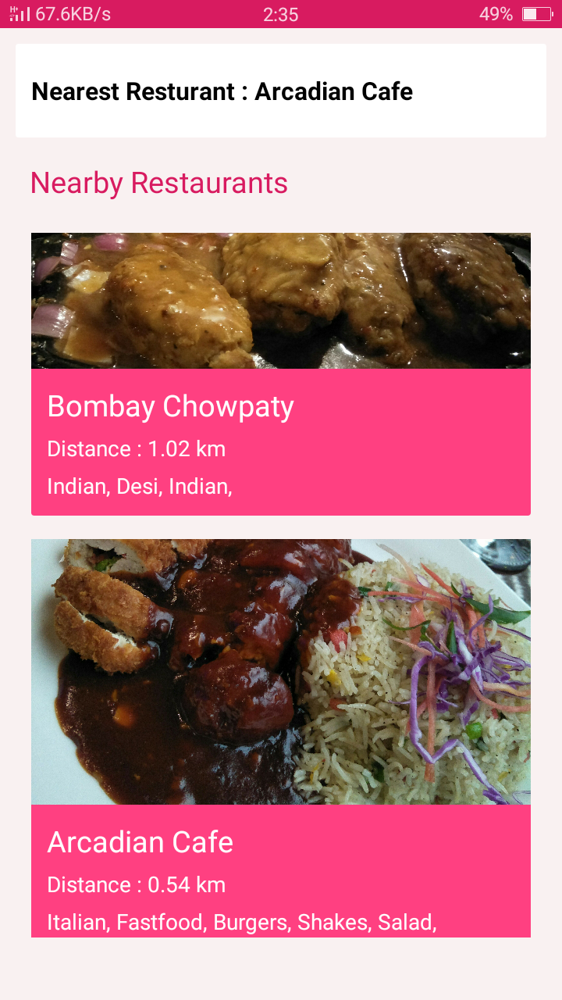 67.6KB/s 2:35 49%
Nearest Resturant : Arcadian Cafe
Nearby Restaurants
Bombay Chowpaty
Distance : 1.02 km
Indian, Desi, Indian,
Arcadian Cafe
Distance : 0.54 km
Italian, Fastfood, Burgers, Shakes, Salad,